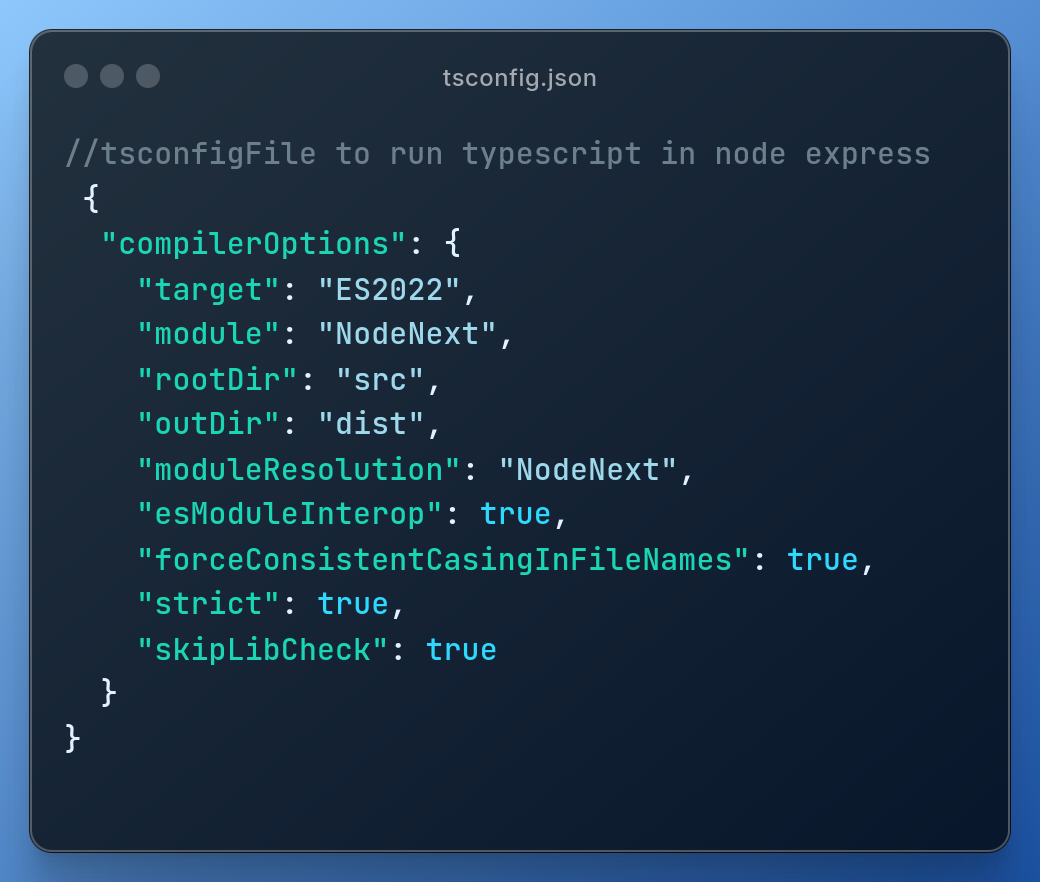 tsconfig.json
//tsconfigFile to run typescript in node express
 {
  "compilerOptions": {
    "target": "ES2022",
    "module": "NodeNext",
    "rootDir": "src",
    "outDir": "dist",
    "moduleResolution": "NodeNext",
    "esModuleInterop": true,
    "forceConsistentCasingInFileNames": true,
    "strict": true,
    "skipLibCheck": true
  }
}